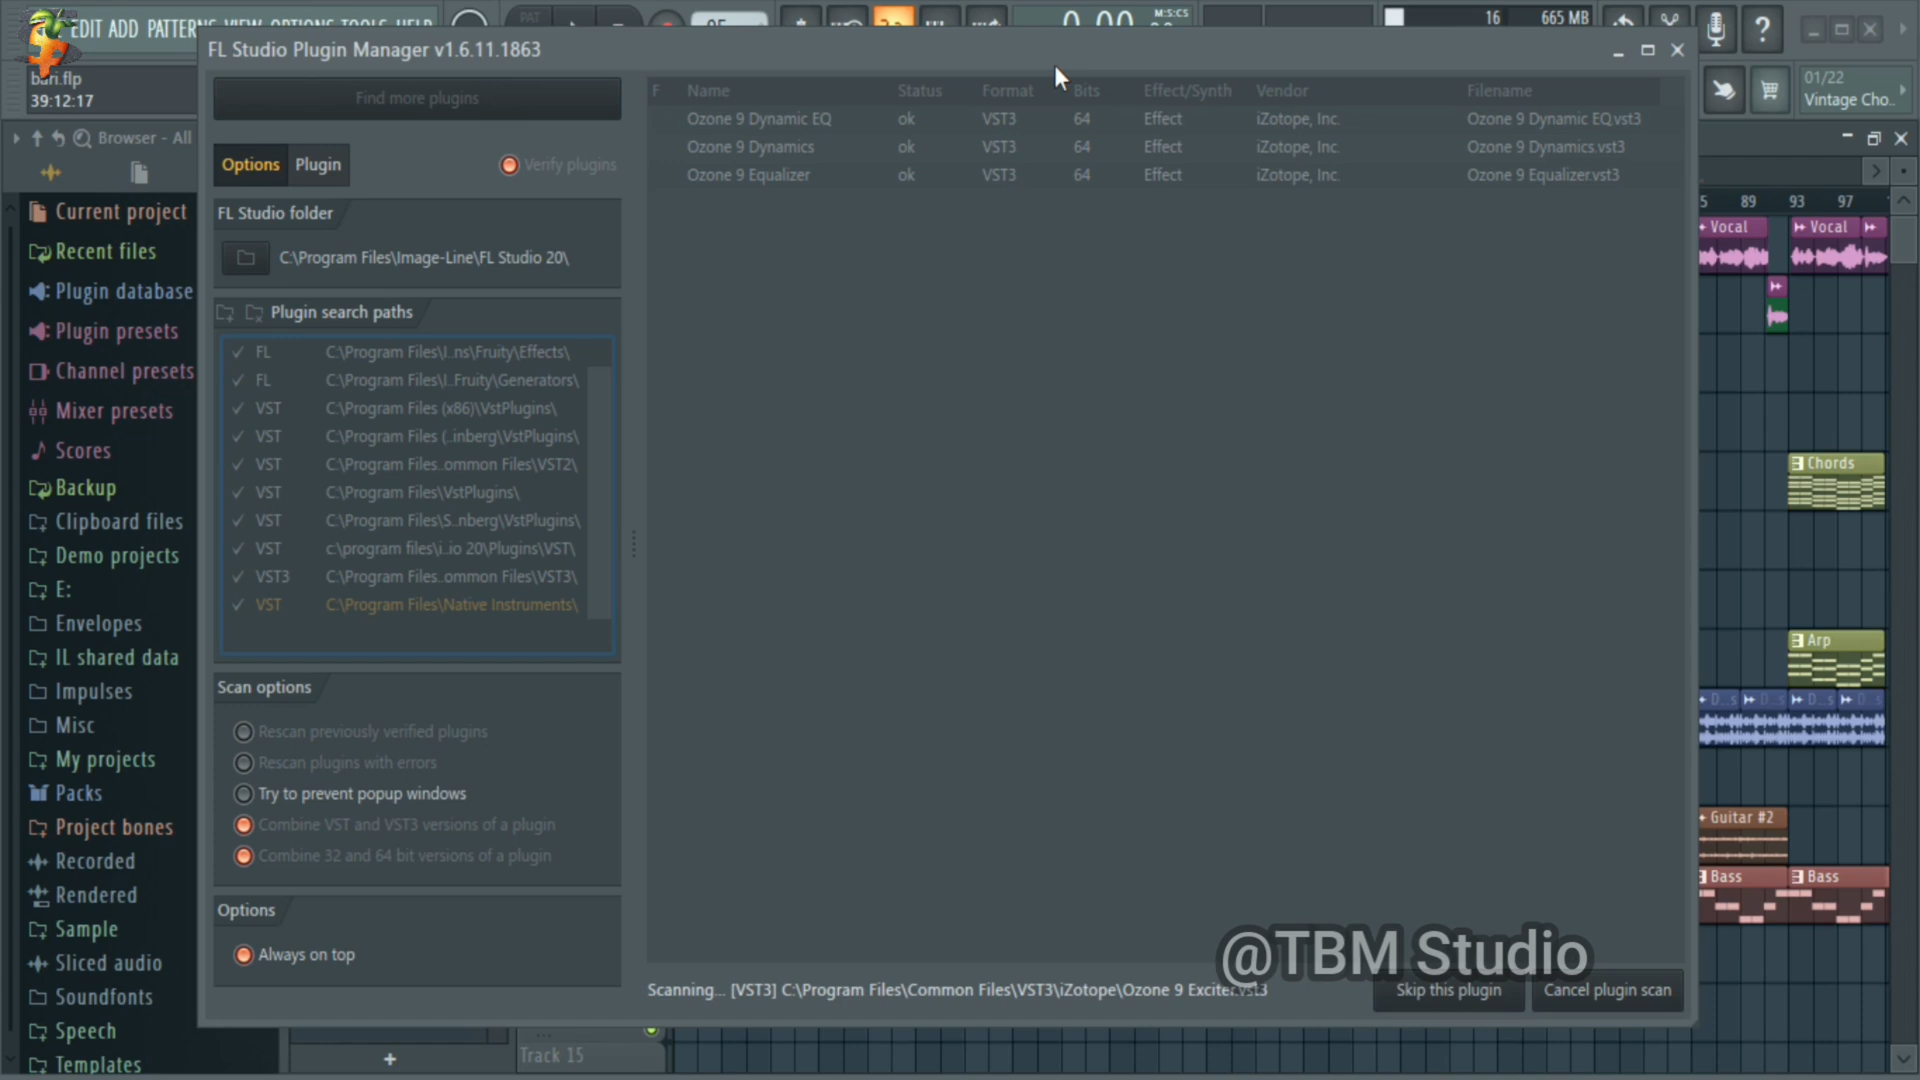 EDIT ADD PATTERNS VIEW OPTIONS TOOLS HELP
PAT
M:S:CS
16
665 MB
bari.flp
39:12:17
01/22
Vintage Cho..
FL Studio Plugin Manager v1.6.11.1863
Find more plugins
Options
Plugin
Verify plugins
FL Studio folder
C:\Program Files\Image-Line\FL Studio 20\
Plugin search paths
FL C:\Program Files\I..ns\Fruity\Effects\
FL C:\Program Files\I..Fruity\Generators\
VST C:\Program Files (x86)\VstPlugins\
VST C:\Program Files (..inberg\VstPlugins\
VST C:\Program Files..ommon Files\VST2\
VST C:\Program Files\VstPlugins\
VST C:\Program Files\S..nberg\VstPlugins\
VST c:\program files\i..io 20\Plugins\VST\
VST3 C:\Program Files..ommon Files\VST3\
VST C:\Program Files\Native Instruments\
Scan options
Rescan previously verified plugins
Rescan plugins with errors
Try to prevent popup windows
Combine VST and VST3 versions of a plugin
Combine 32 and 64 bit versions of a plugin
Options
Always on top
F Name Status Format Bits Effect/Synth Vendor Filename
Ozone 9 Dynamic EQ ok VST3 64 Effect iZotope, Inc. Ozone 9 Dynamic EQ.vst3
Ozone 9 Dynamics ok VST3 64 Effect iZotope, Inc. Ozone 9 Dynamics.vst3
Ozone 9 Equalizer ok VST3 64 Effect iZotope, Inc. Ozone 9 Equalizer.vst3
@TBM Studio
Scanning... [VST3] C:\Program Files\Common Files\VST3\iZotope\Ozone 9 Exciter.vst3
Skip this plugin
Cancel plugin scan
Browser - All
Current project
Recent files
Plugin database
Plugin presets
Channel presets
Mixer presets
Scores
Backup
Clipboard files
Demo projects
E:
Envelopes
IL shared data
Impulses
Misc
My projects
Packs
Project bones
Recorded
Rendered
Sample
Sliced audio
Soundfonts
Speech
Templates
5 89 93 97
Vocal
Vocal
Chords
Arp
D..s
D..s
D..s
D..s
Guitar #2
Bass
Bass
Track 15